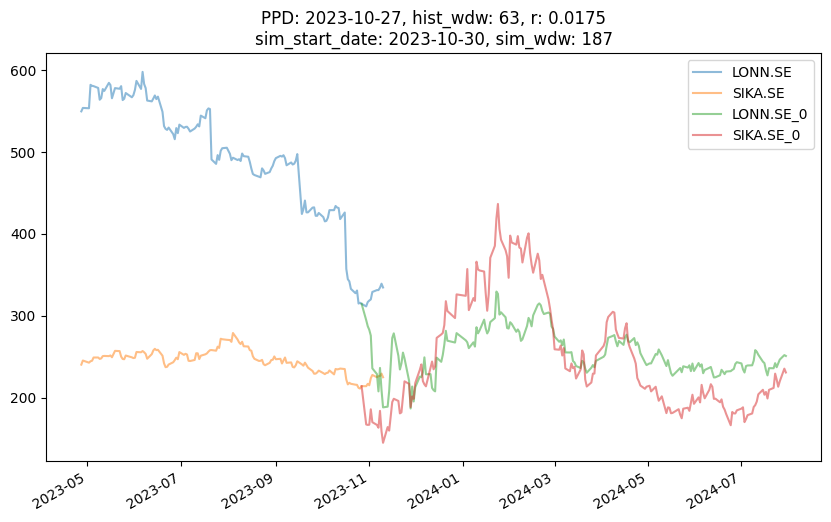 PPD: 2023-10-27, hist_wdw: 63, r: 0.0175
sim_start_date: 2023-10-30, sim_wdw: 187
LONN.SE
SIKA.SE
LONN.SE_0
SIKA.SE_0
600
500
400
300
200
2023-05
2023-07
2023-09
2023-11
2024-01
2024-03
2024-05
2024-07